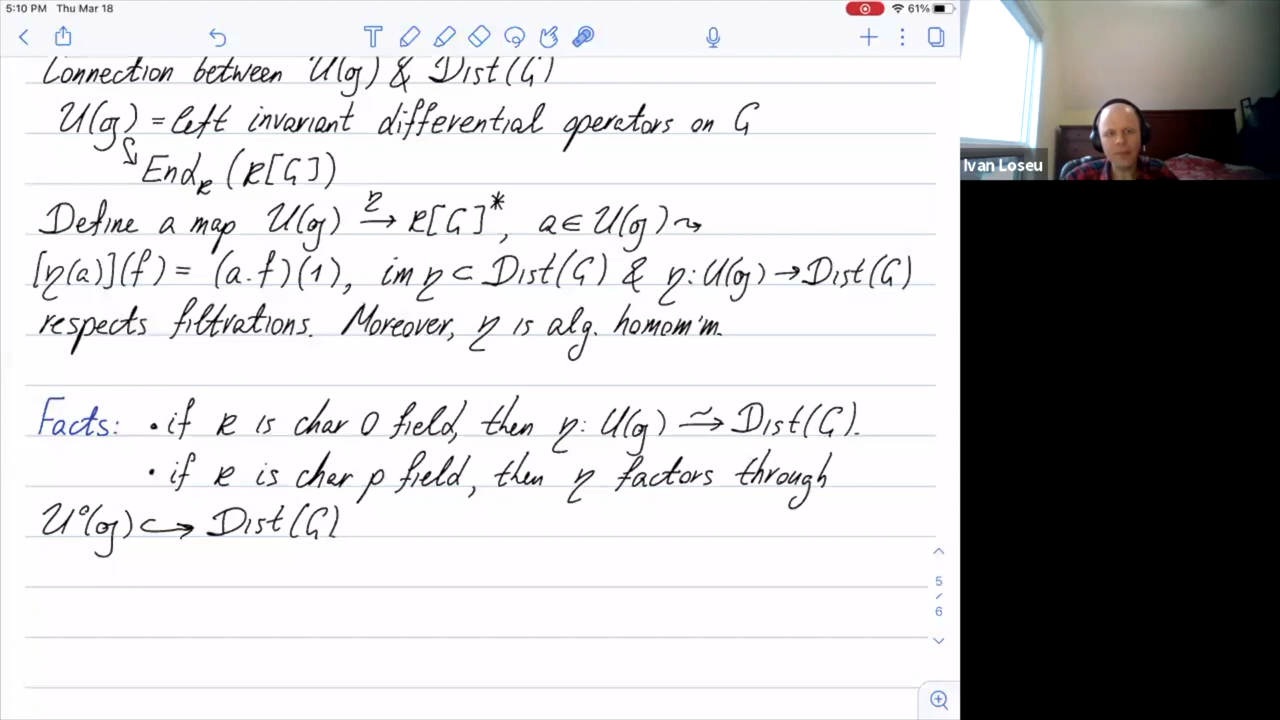 5:10 PM Thu Mar 18
61%
Connection between U(g) & Dist(G)
U(g) = left invariant differential operators on G
End_k (k[G])
Define a map U(g) →^η k[G]*, a ∈ U(g) ⇝
[η(a)](f) = (a.f)(1), im η ⊂ Dist(G) & η: U(g) → Dist(G)
respects filtrations. Moreover, η is alg. homom'm.
Facts: • if k is char 0 field, then η: U(g) ⥲ Dist(G).
• if k is char p field, then η factors through
U⁰(g) ↪ Dist(G)
5
/
6
Ivan Loseu